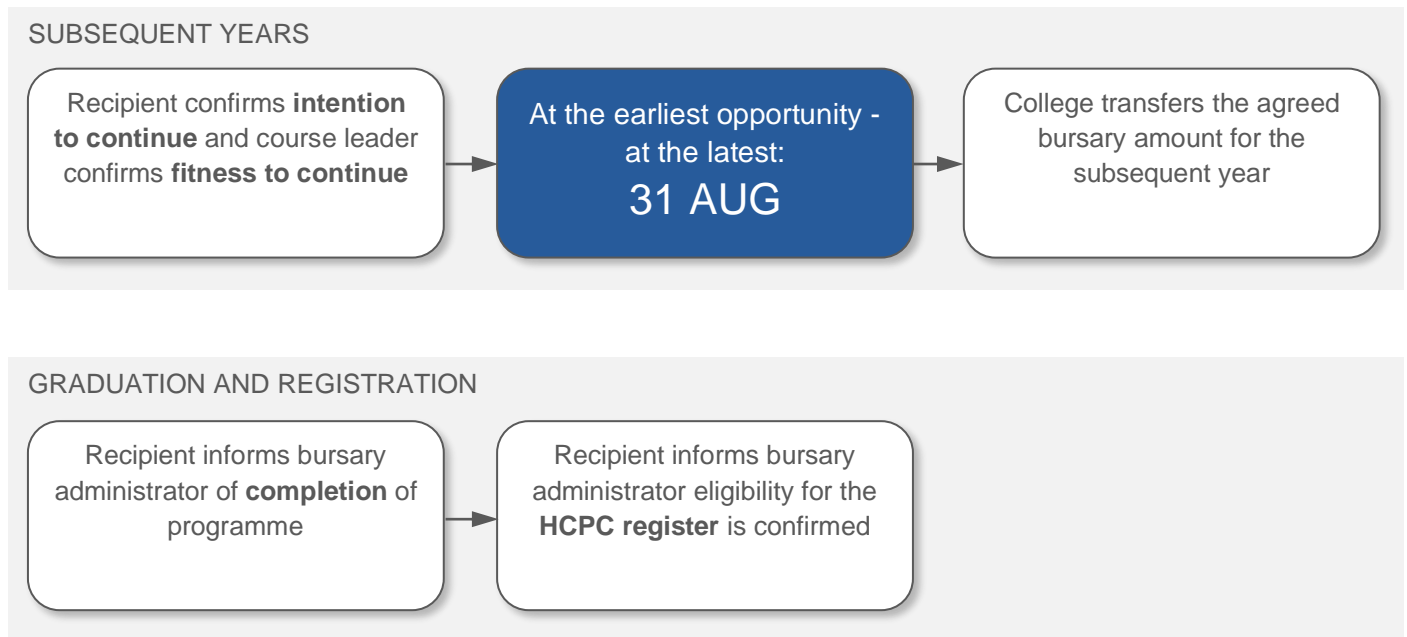 SUBSEQUENT YEARS
Recipient confirms intention
to continue and course leader
confirms fitness to continue
At the earliest opportunity -
at the latest:
31 AUG
College transfers the agreed
bursary amount for the
subsequent year
GRADUATION AND REGISTRATION
Recipient informs bursary
administrator of completion of
programme
Recipient informs bursary
administrator eligibility for the
HCPC register is confirmed